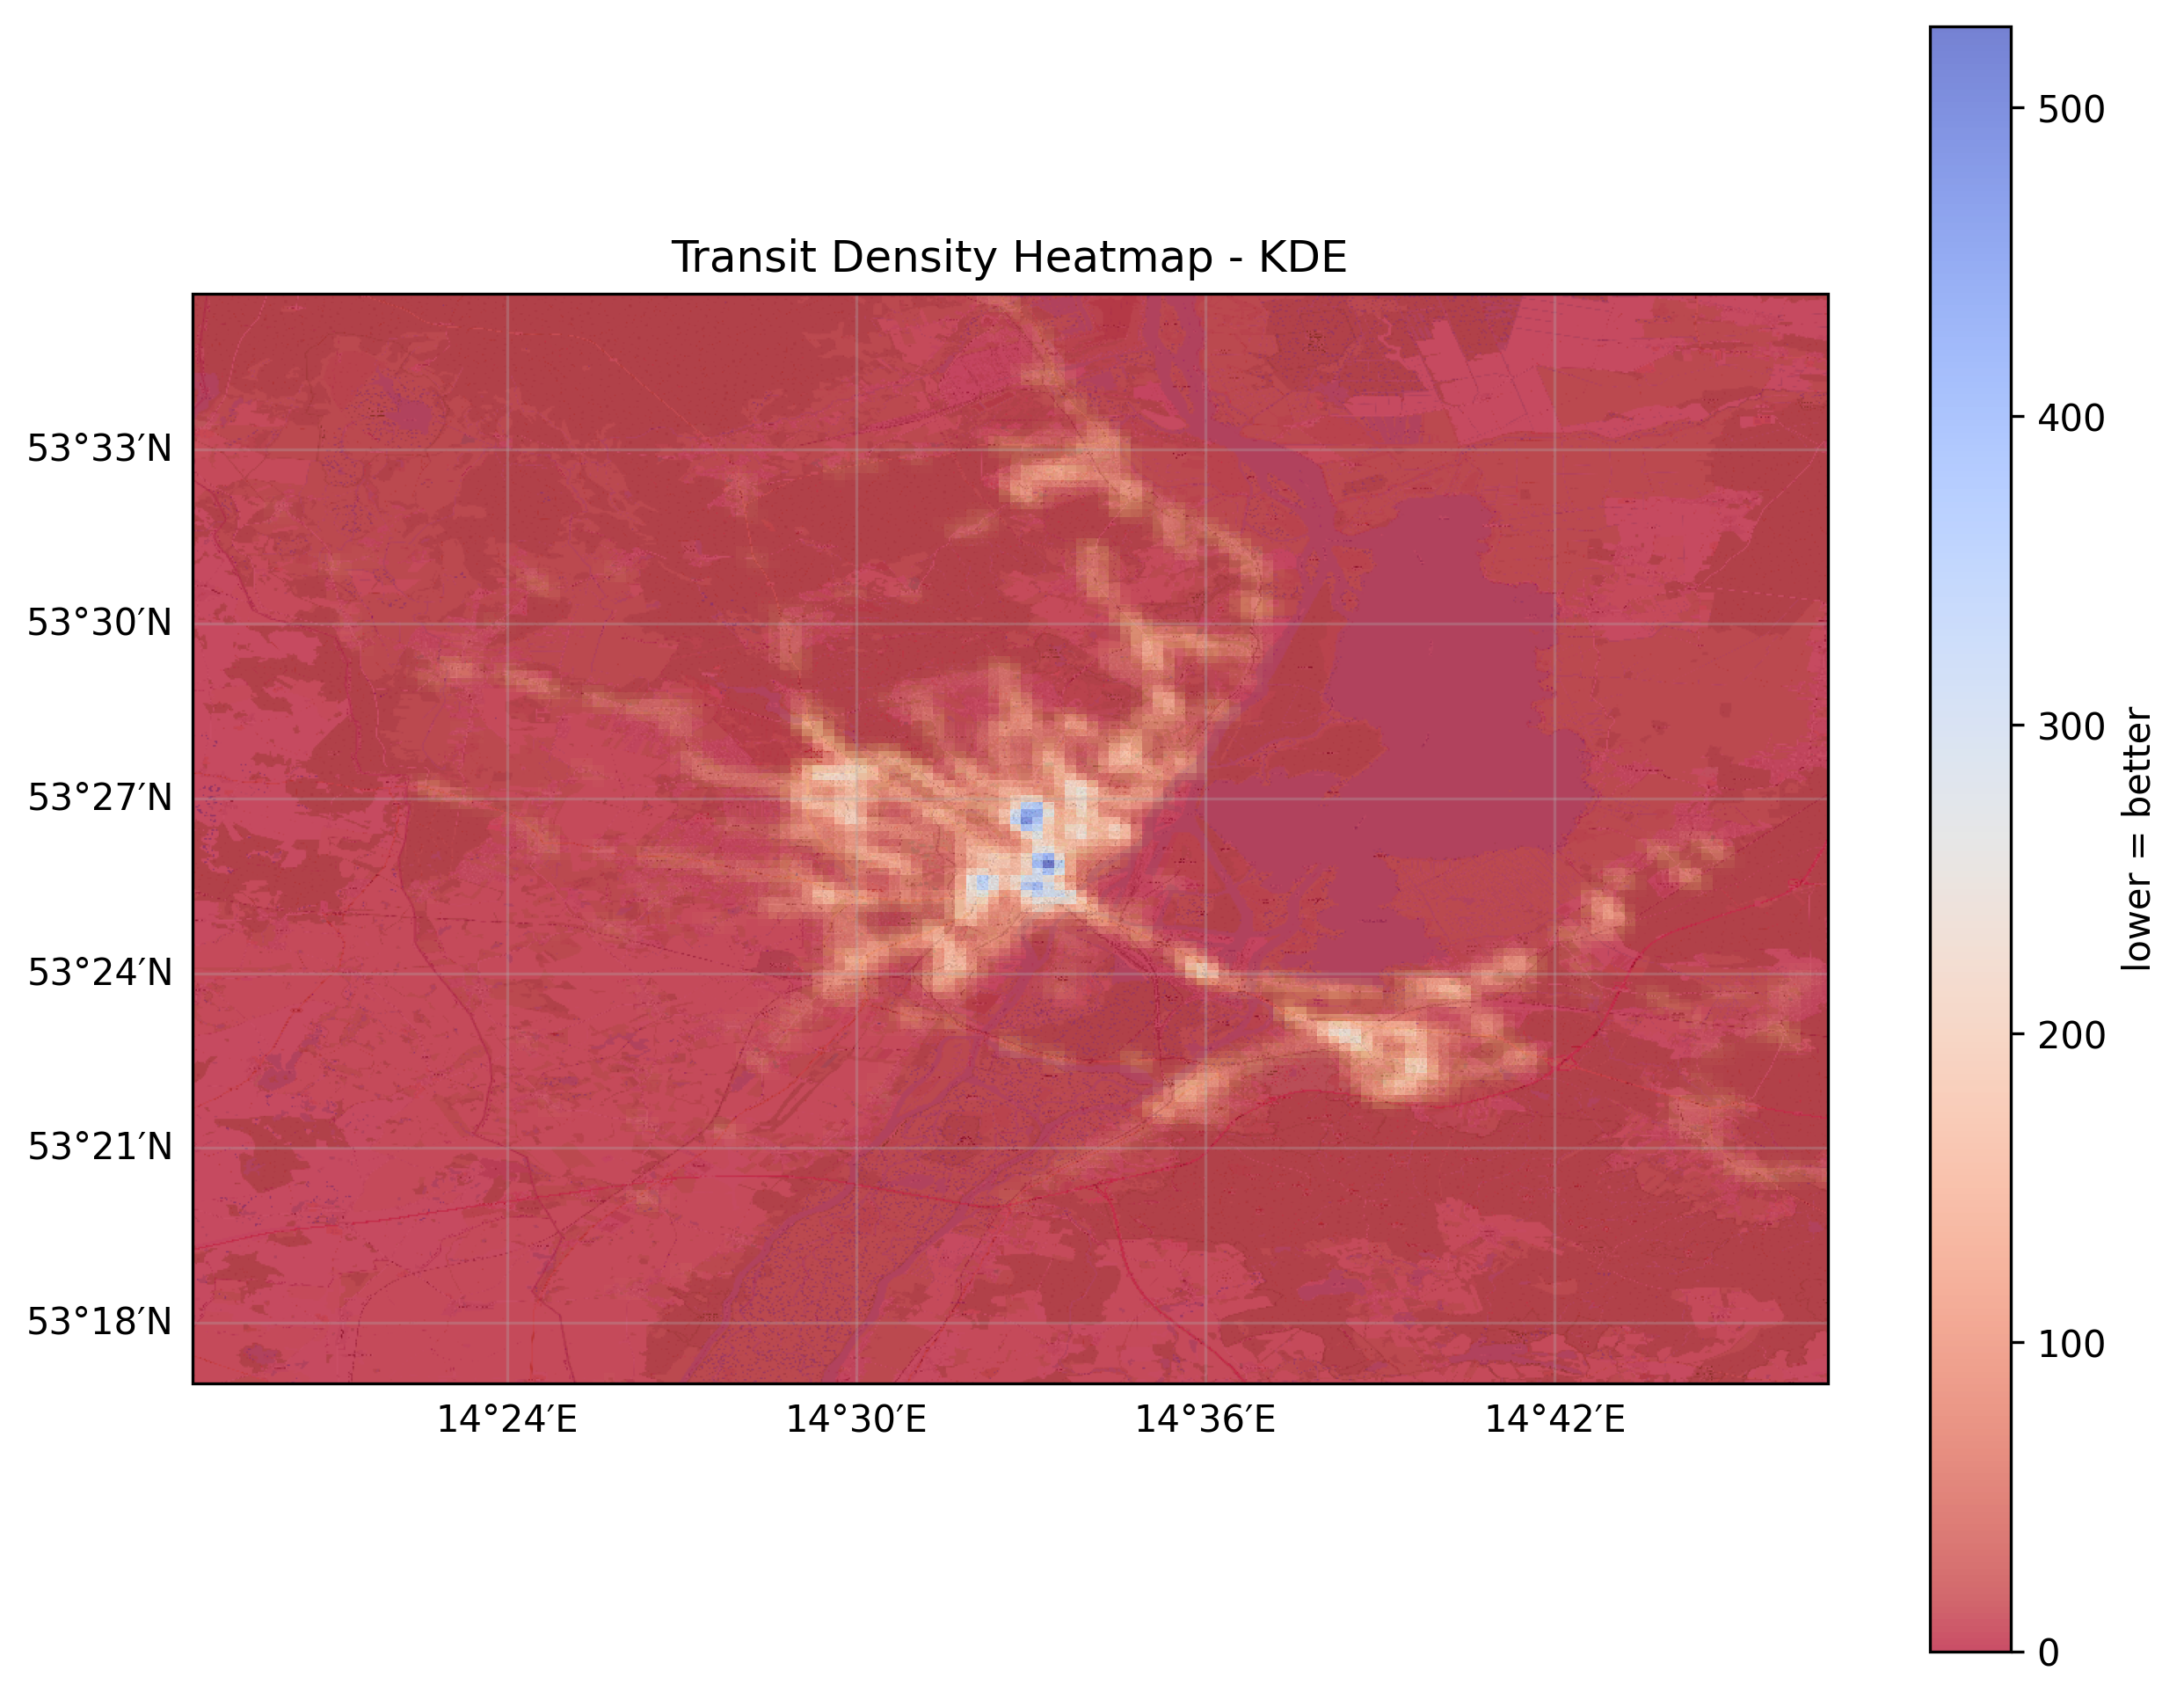 Transit Density Heatmap - KDE
53°33′N
53°30′N
53°27′N
53°24′N
53°21′N
53°18′N
14°24′E
14°30′E
14°36′E
14°42′E
500
400
300
200
100
0
lower = better